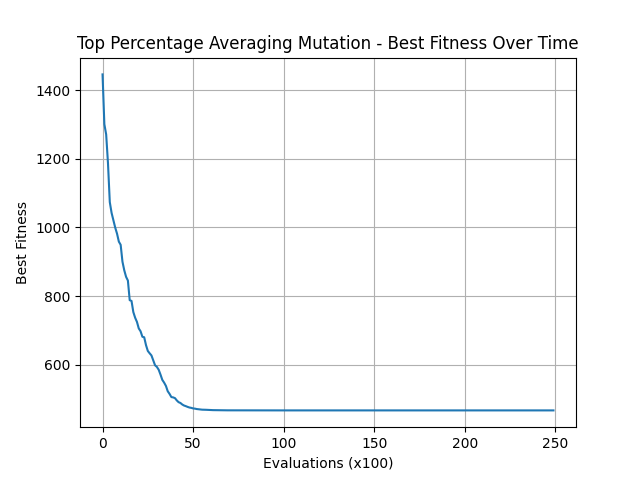 Top Percentage Averaging Mutation - Best Fitness Over Time
1400
1200
1000
800
600
Best Fitness
0 50 100 150 200 250
Evaluations (x100)